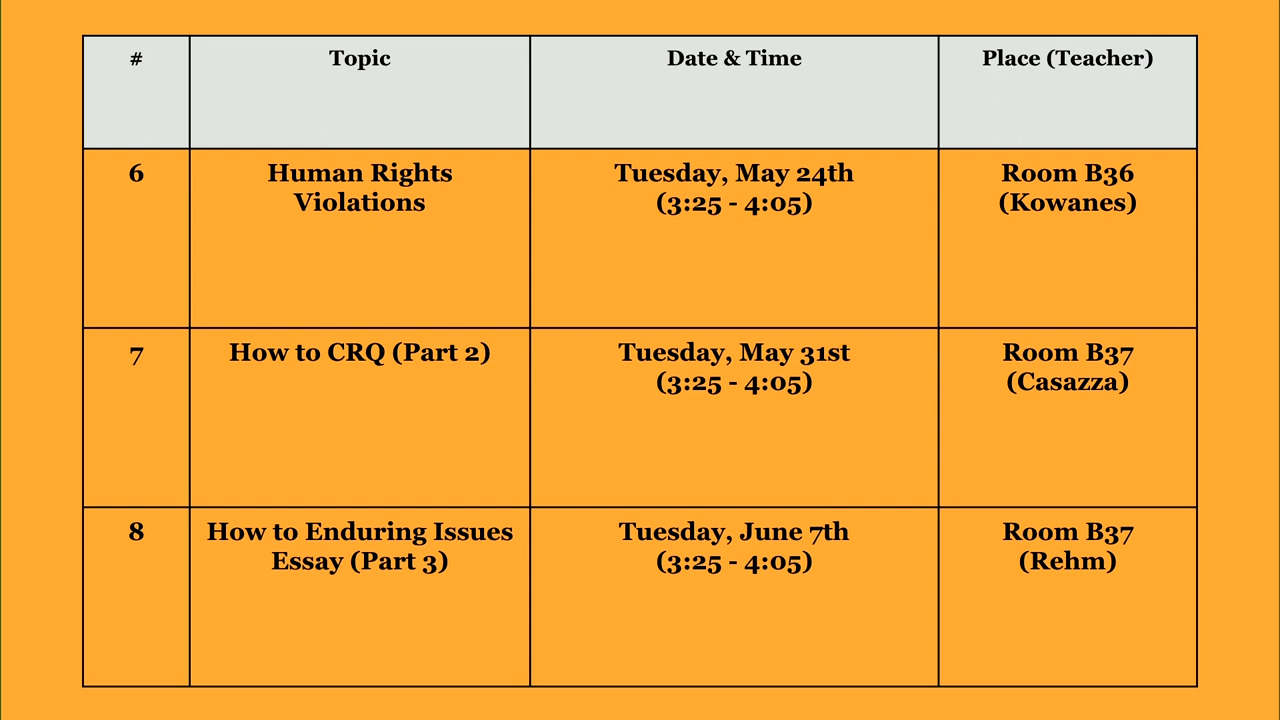 # Topic Date & Time Place (Teacher)
6 Human Rights Tuesday, May 24th Room B36
Violations (3:25 - 4:05) (Kowanes)
7 How to CRQ (Part 2) Tuesday, May 31st Room B37
(3:25 - 4:05) (Casazza)
8 How to Enduring Issues Tuesday, June 7th Room B37
Essay (Part 3) (3:25 - 4:05) (Rehm)